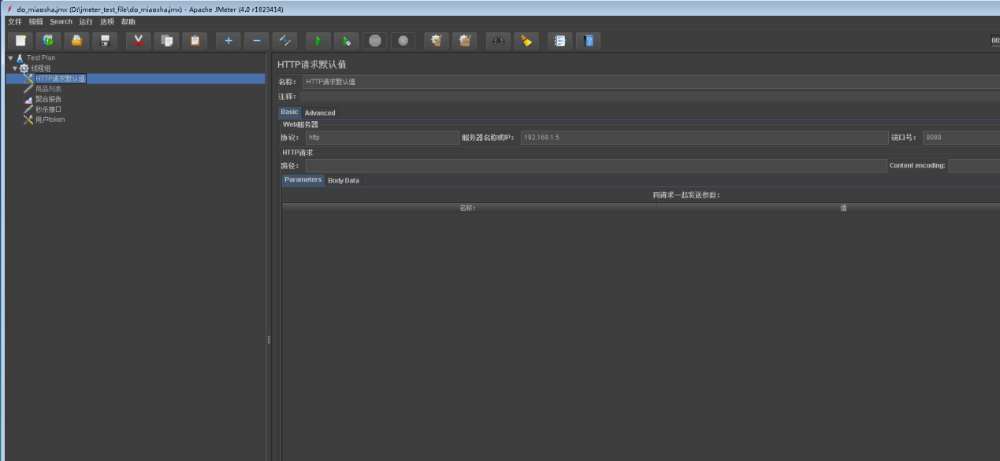 do_miaosha.jmx (D:\jmeter_test_file\do_miaosha.jmx) - Apache JMeter (4.0 r1823414)
文件 编辑 Search 运行 选项 帮助
00:
Test Plan
线程组
HTTP请求默认值
商品列表
聚合报告
秒杀接口
用户token
HTTP请求默认值
名称: HTTP请求默认值
注释:
Basic Advanced
Web服务器
协议: http 服务器名称或IP: 192.168.1.5 端口号: 8080
HTTP请求
路径: Content encoding:
Parameters Body Data
同请求一起发送参数:
名称: 值